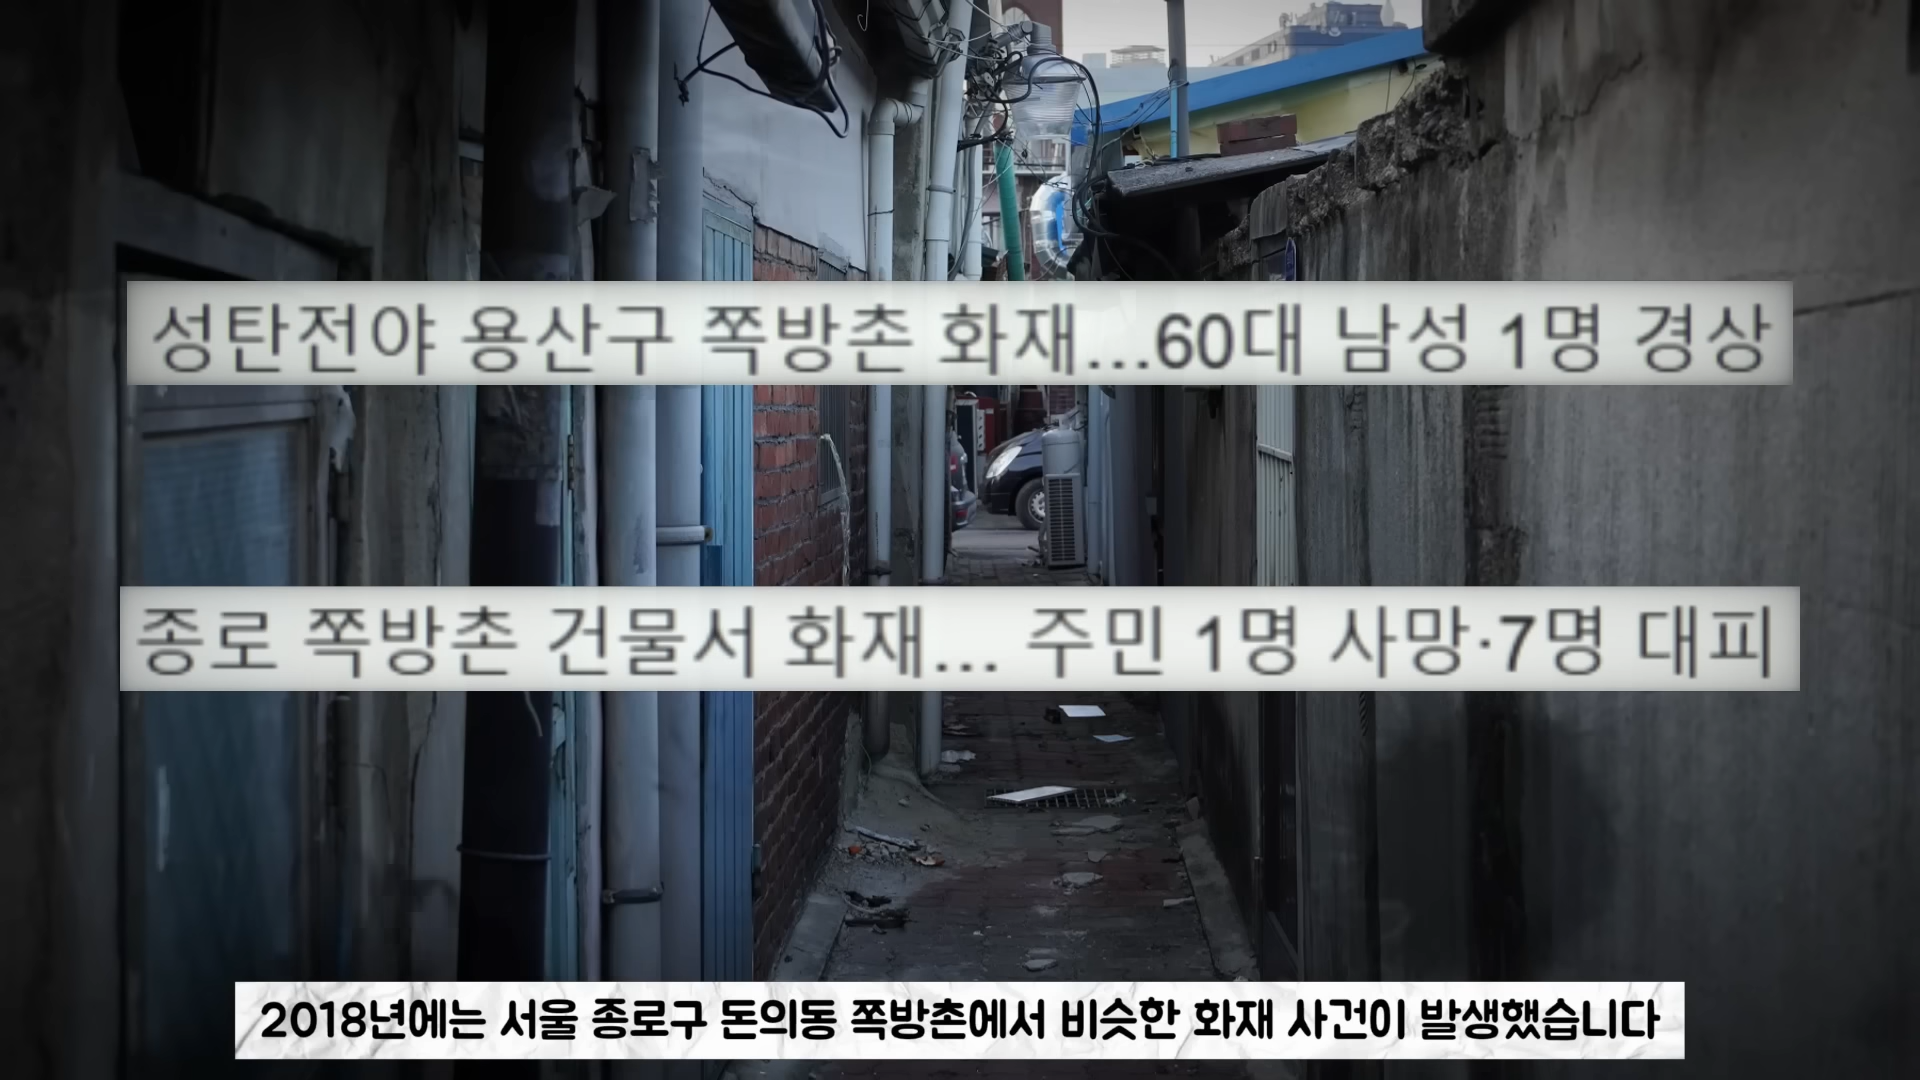 성탄전야 용산구 쪽방촌 화재...60대 남성 1명 경상
종로 쪽방촌 건물서 화재... 주민 1명 사망·7명 대피
2018년에는 서울 종로구 돈의동 쪽방촌에서 비슷한 화재 사건이 발생했습니다